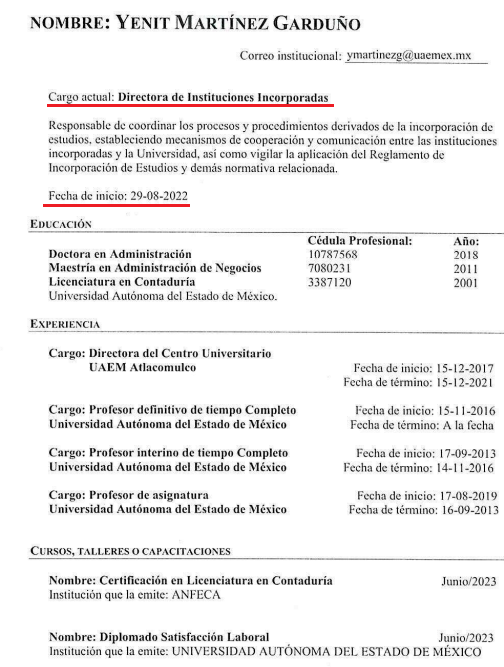 NOMBRE: YENIT MARTÍNEZ GARDUÑO
Correo institucional: ymartinezg@uaemex.mx
Cargo actual: Directora de Instituciones Incorporadas
Responsable de coordinar los procesos y procedimientos derivados de la incorporación de
estudios, estableciendo mecanismos de cooperación y comunicación entre las instituciones
incorporadas y la Universidad, así como vigilar la aplicación del Reglamento de
Incorporación de Estudios y demás normativa relacionada.
Fecha de inicio: 29-08-2022
EDUCACIÓN
Cédula Profesional: Año:
Doctora en Administración 10787568 2018
Maestría en Administración de Negocios 7080231 2011
Licenciatura en Contaduría 3387120 2001
Universidad Autónoma del Estado de México.
EXPERIENCIA
Cargo: Directora del Centro Universitario
UAEM Atlacomulco Fecha de inicio: 15-12-2017
Fecha de término: 15-12-2021
Cargo: Profesor definitivo de tiempo Completo Fecha de inicio: 15-11-2016
Universidad Autónoma del Estado de México Fecha de término: A la fecha
Cargo: Profesor interino de tiempo Completo Fecha de inicio: 17-09-2013
Universidad Autónoma del Estado de México Fecha de término: 14-11-2016
Cargo: Profesor de asignatura Fecha de inicio: 17-08-2019
Universidad Autónoma del Estado de México Fecha de término: 16-09-2013
CURSOS, TALLERES O CAPACITACIONES
Nombre: Certificación en Licenciatura en Contaduría Junio/2023
Institución que la emite: ANFECA
Nombre: Diplomado Satisfacción Laboral Junio/2023
Institución que la emite: UNIVERSIDAD AUTÓNOMA DEL ESTADO DE MÉXICO